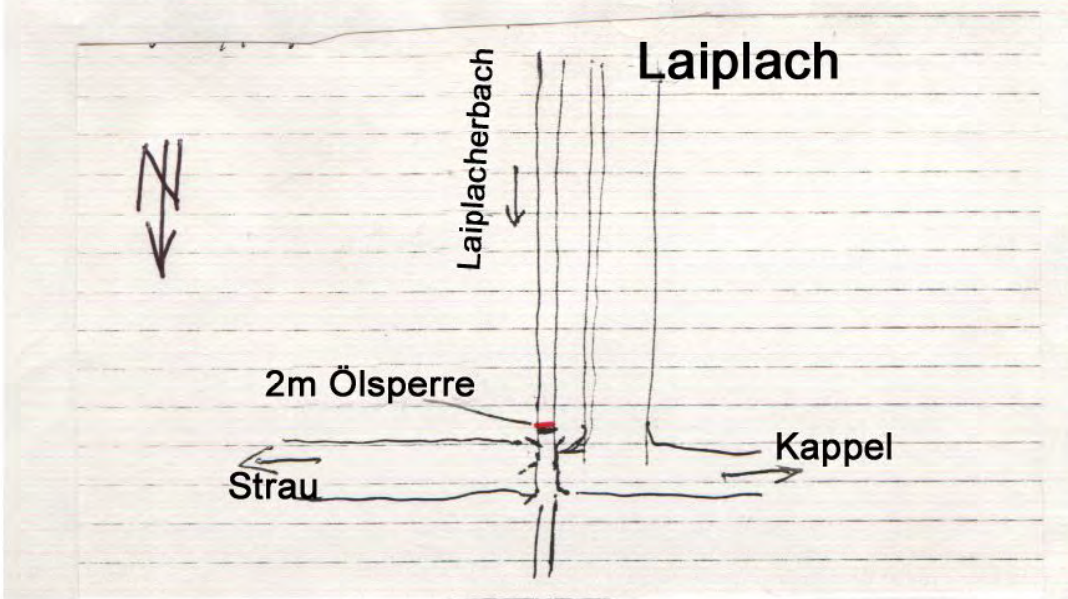 Laiplach
Laiplacherbach
N
2m Ölsperre
Kappel
Strau